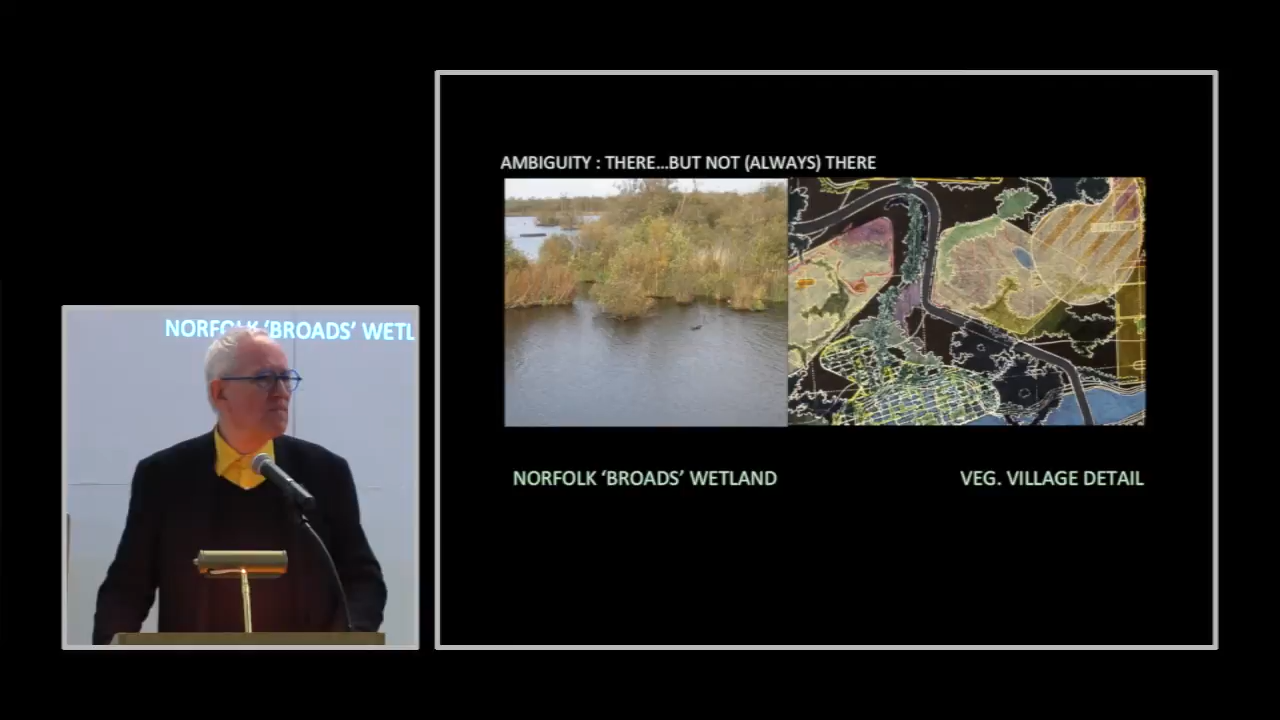 AMBIGUITY : THERE...BUT NOT (ALWAYS) THERE
NORFOLK ‘BROADS’ WETLAND
VEG. VILLAGE DETAIL
NORFOLK ‘BROADS’ WETL